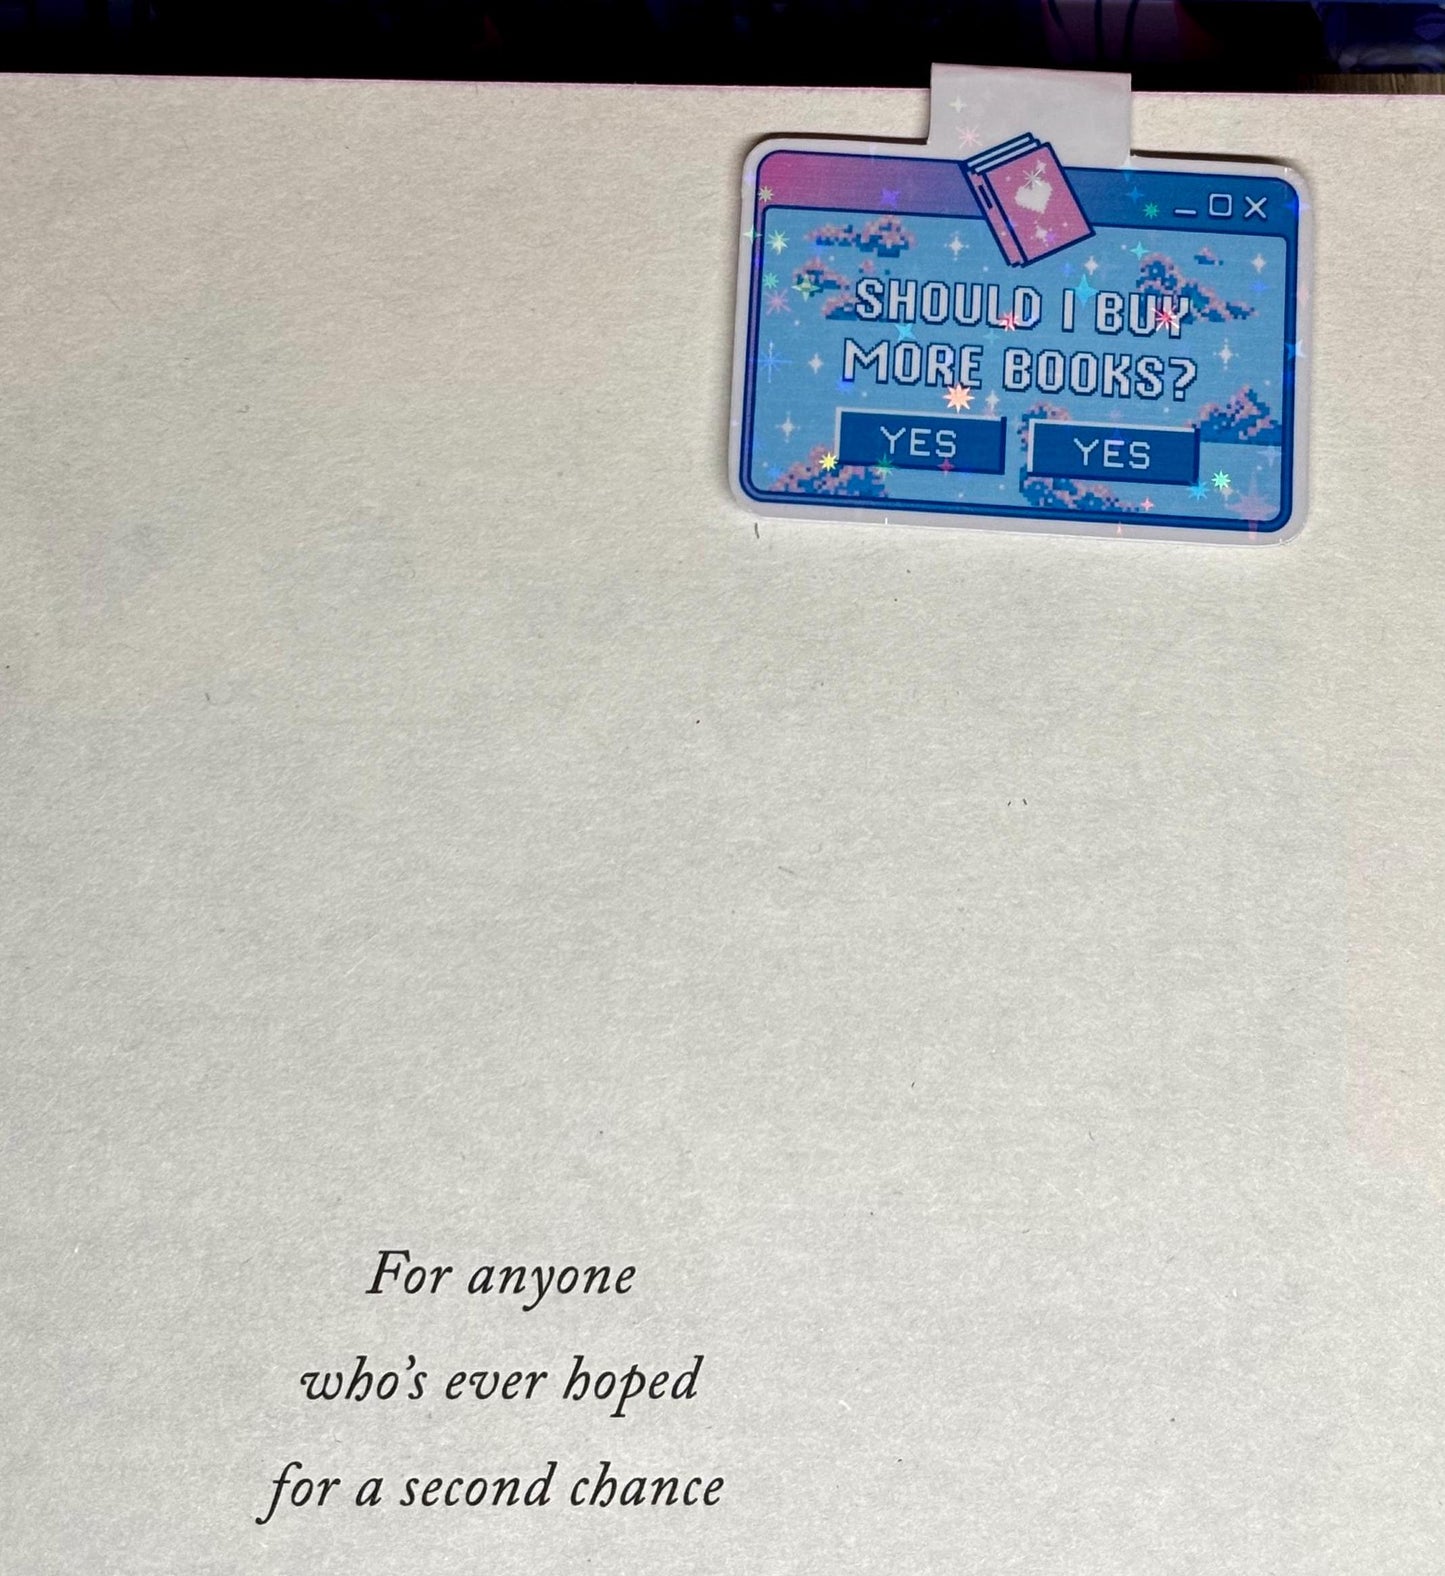 SHOULD I BUY
MORE BOOKS?
YES YES
For anyone
who's ever hoped
for a second chance